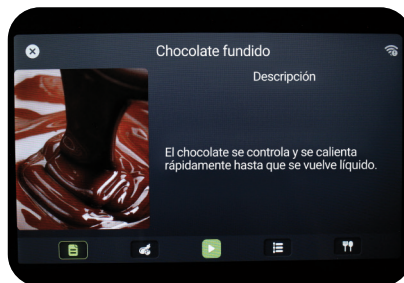 Chocolate fundido
Descripción
El chocolate se controla y se calienta
rápidamente hasta que se vuelve líquido.